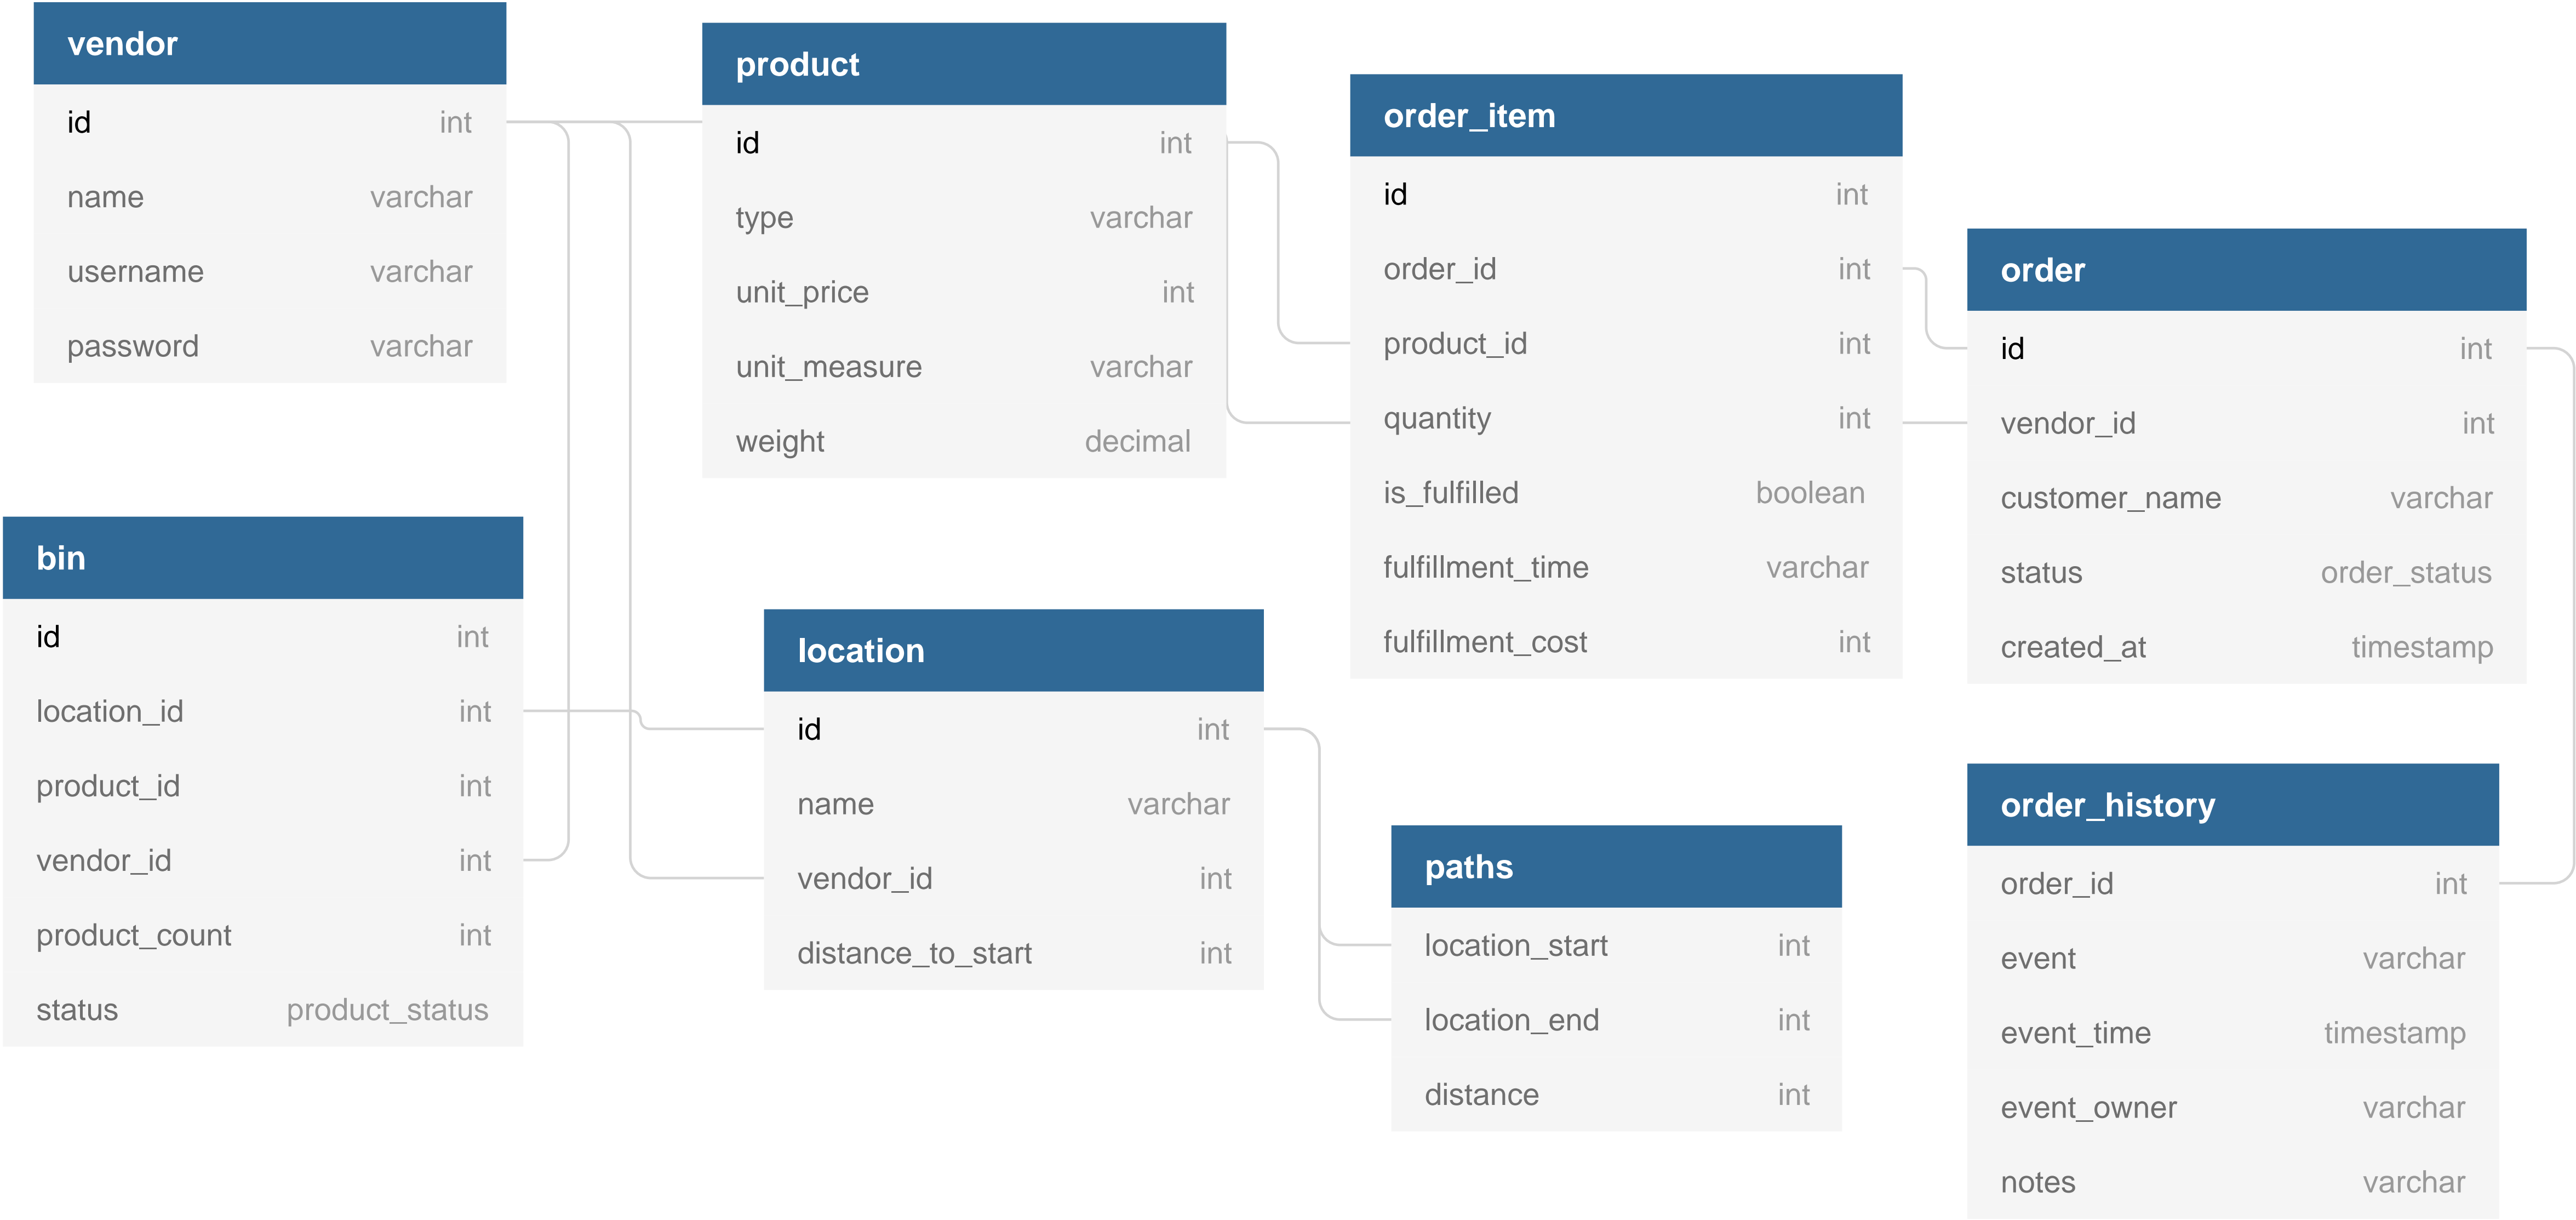 vendor
id int
name varchar
username varchar
password varchar
product
id int
type varchar
unit_price int
unit_measure varchar
weight decimal
order_item
id int
order_id int
product_id int
quantity int
is_fulfilled boolean
fulfillment_time varchar
fulfillment_cost int
order
id int
vendor_id int
customer_name varchar
status order_status
created_at timestamp
bin
id int
location_id int
product_id int
vendor_id int
product_count int
status product_status
location
id int
name varchar
vendor_id int
distance_to_start int
paths
location_start int
location_end int
distance int
order_history
order_id int
event varchar
event_time timestamp
event_owner varchar
notes varchar